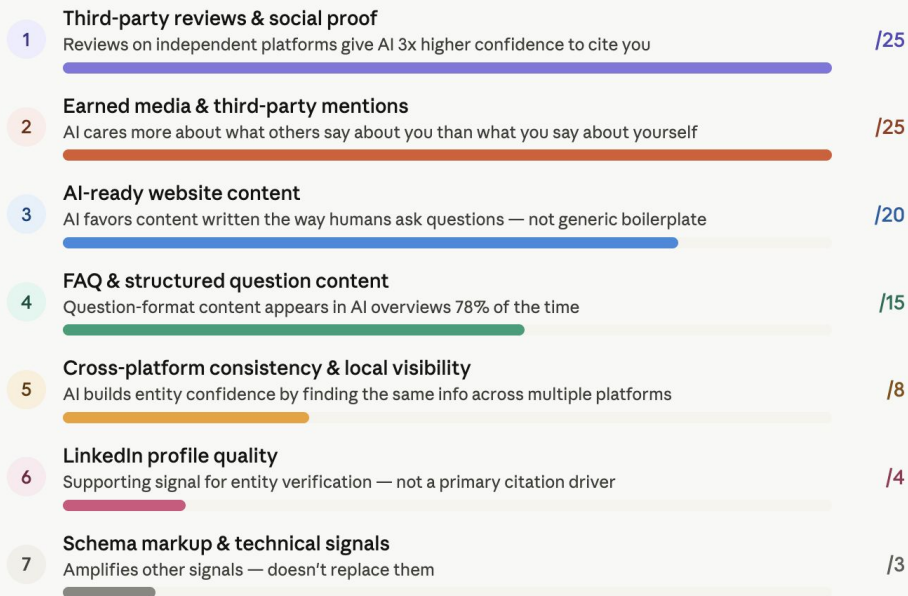 Third-party reviews & social proof
1
Reviews on independent platforms give AI 3x higher confidence to cite you
/25
Earned media & third-party mentions
2
AI cares more about what others say about you than what you say about yourself
/25
AI-ready website content
3
AI favors content written the way humans ask questions — not generic boilerplate
/20
FAQ & structured question content
4
Question-format content appears in AI overviews 78% of the time
/15
Cross-platform consistency & local visibility
5
AI builds entity confidence by finding the same info across multiple platforms
/8
LinkedIn profile quality
6
Supporting signal for entity verification — not a primary citation driver
/4
Schema markup & technical signals
7
Amplifies other signals — doesn't replace them
/3